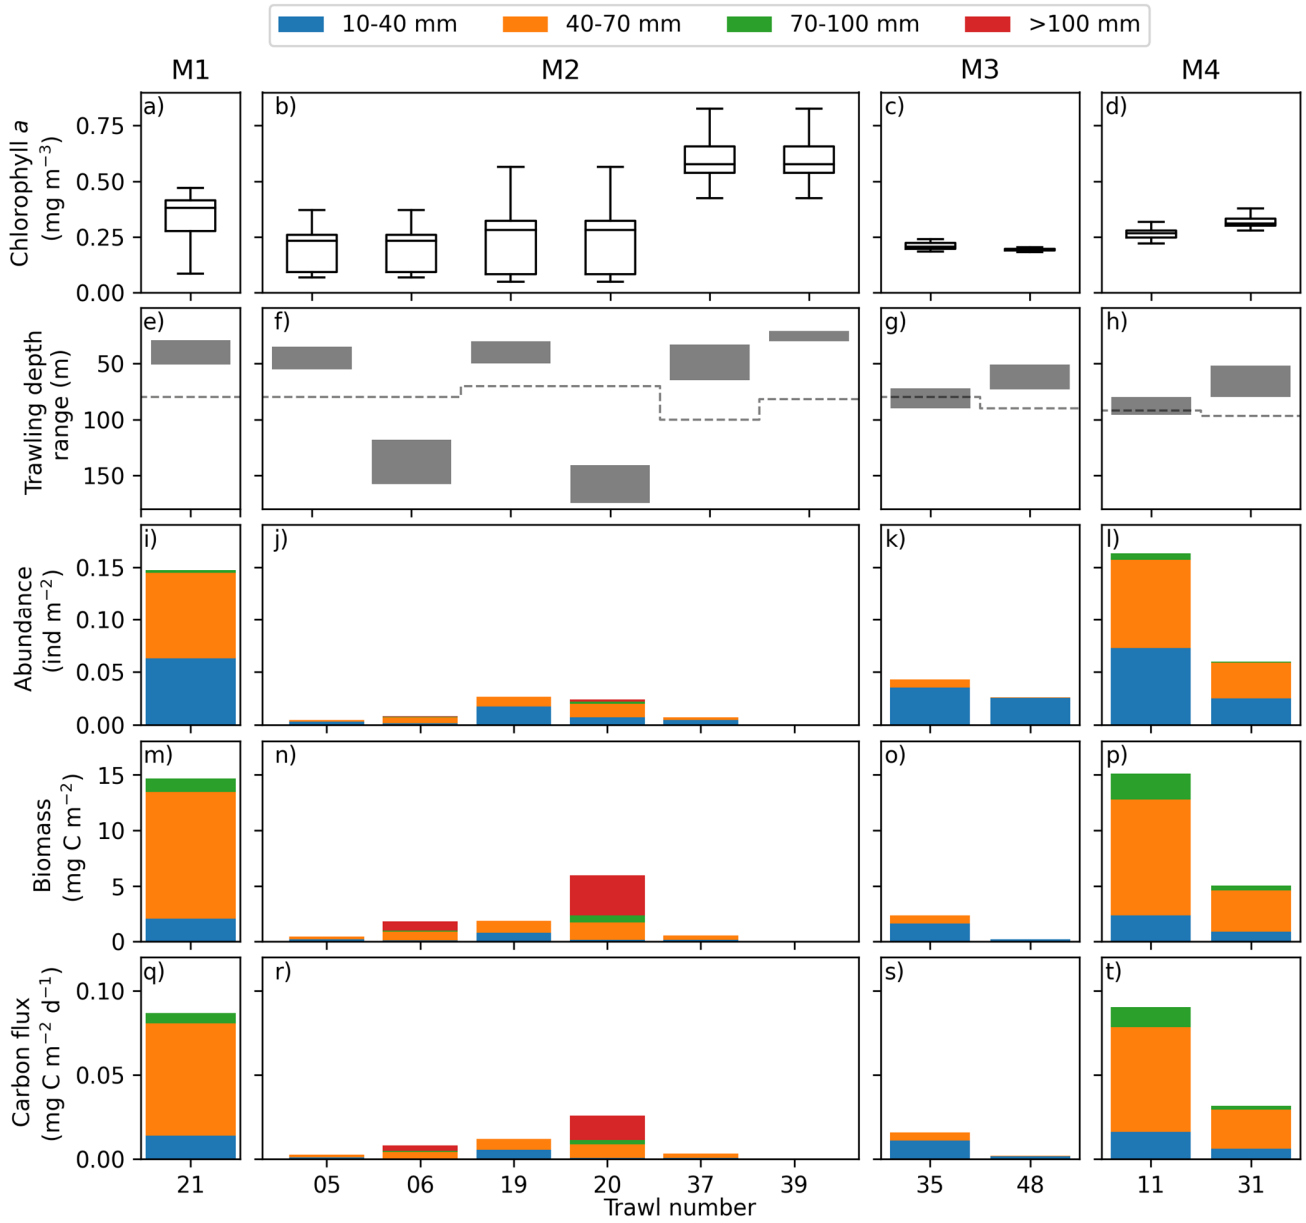 10-40 mm 40-70 mm 70-100 mm >100 mm
M1 M2 M3 M4
Chlorophyll a
(mg m−3)
0.75
0.50
0.25
0.00
a) b) c) d)
Trawling depth
range (m)
50
100
150
e) f) g) h)
Abundance
(ind m−2)
0.15
0.10
0.05
0.00
i) j) k) l)
Biomass
(mg C m−2)
15
10
5
0
m) n) o) p)
Carbon flux
(mg C m−2 d−1)
0.10
0.05
0.00
q) r) s) t)
21 05 06 19 20 37 39 35 48 11 31
Trawl number